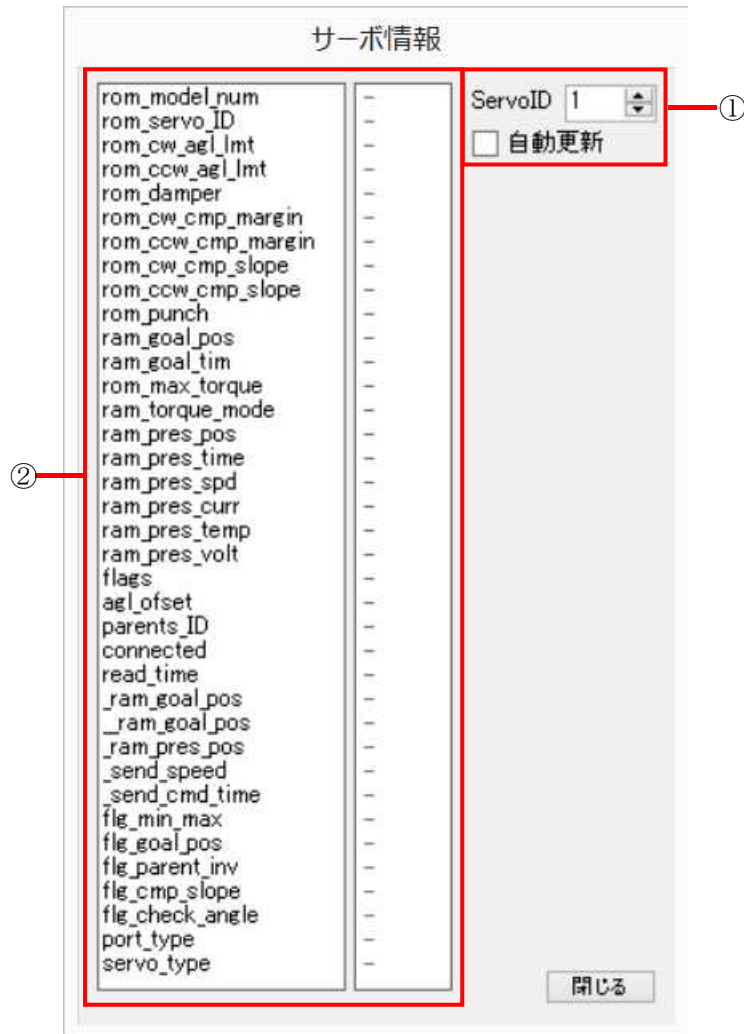 サーボ情報
rom_model_num -
rom_servo_ID -
rom_cw_agl_lmt -
rom_ccw_agl_lmt -
rom_damper -
rom_cw_cmp_margin -
rom_ccw_cmp_margin -
rom_cw_cmp_slope -
rom_ccw_cmp_slope -
rom_punch -
ram_goal_pos -
ram_goal_tim -
rom_max_torque -
ram_torque_mode -
ram_pres_pos -
ram_pres_time -
ram_pres_spd -
ram_pres_curr -
ram_pres_temp -
ram_pres_volt -
flags -
agl_ofset -
parents_ID -
connected -
read_time -
_ram_goal_pos -
__ram_goal_pos -
_ram_pres_pos -
_send_speed -
_send_cmd_time -
flg_min_max -
flg_goal_pos -
flg_parent_inv -
flg_cmp_slope -
flg_check_angle -
port_type -
servo_type -
②
ServoID 1
①
自動更新
閉じる